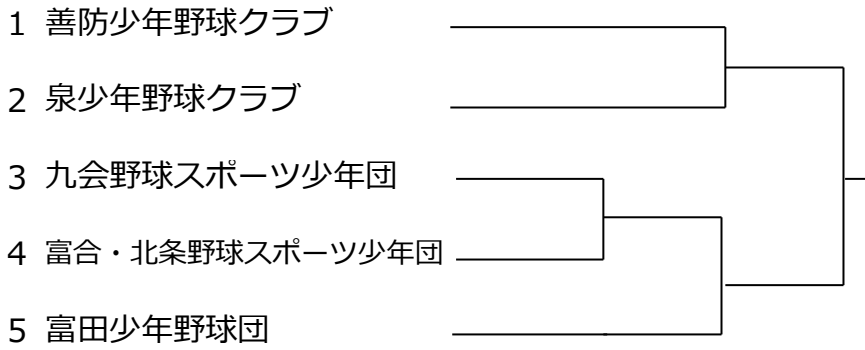 1 善防少年野球クラブ
2 泉少年野球クラブ
3 九会野球スポーツ少年団
4 富合・北条野球スポーツ少年団
5 富田少年野球団